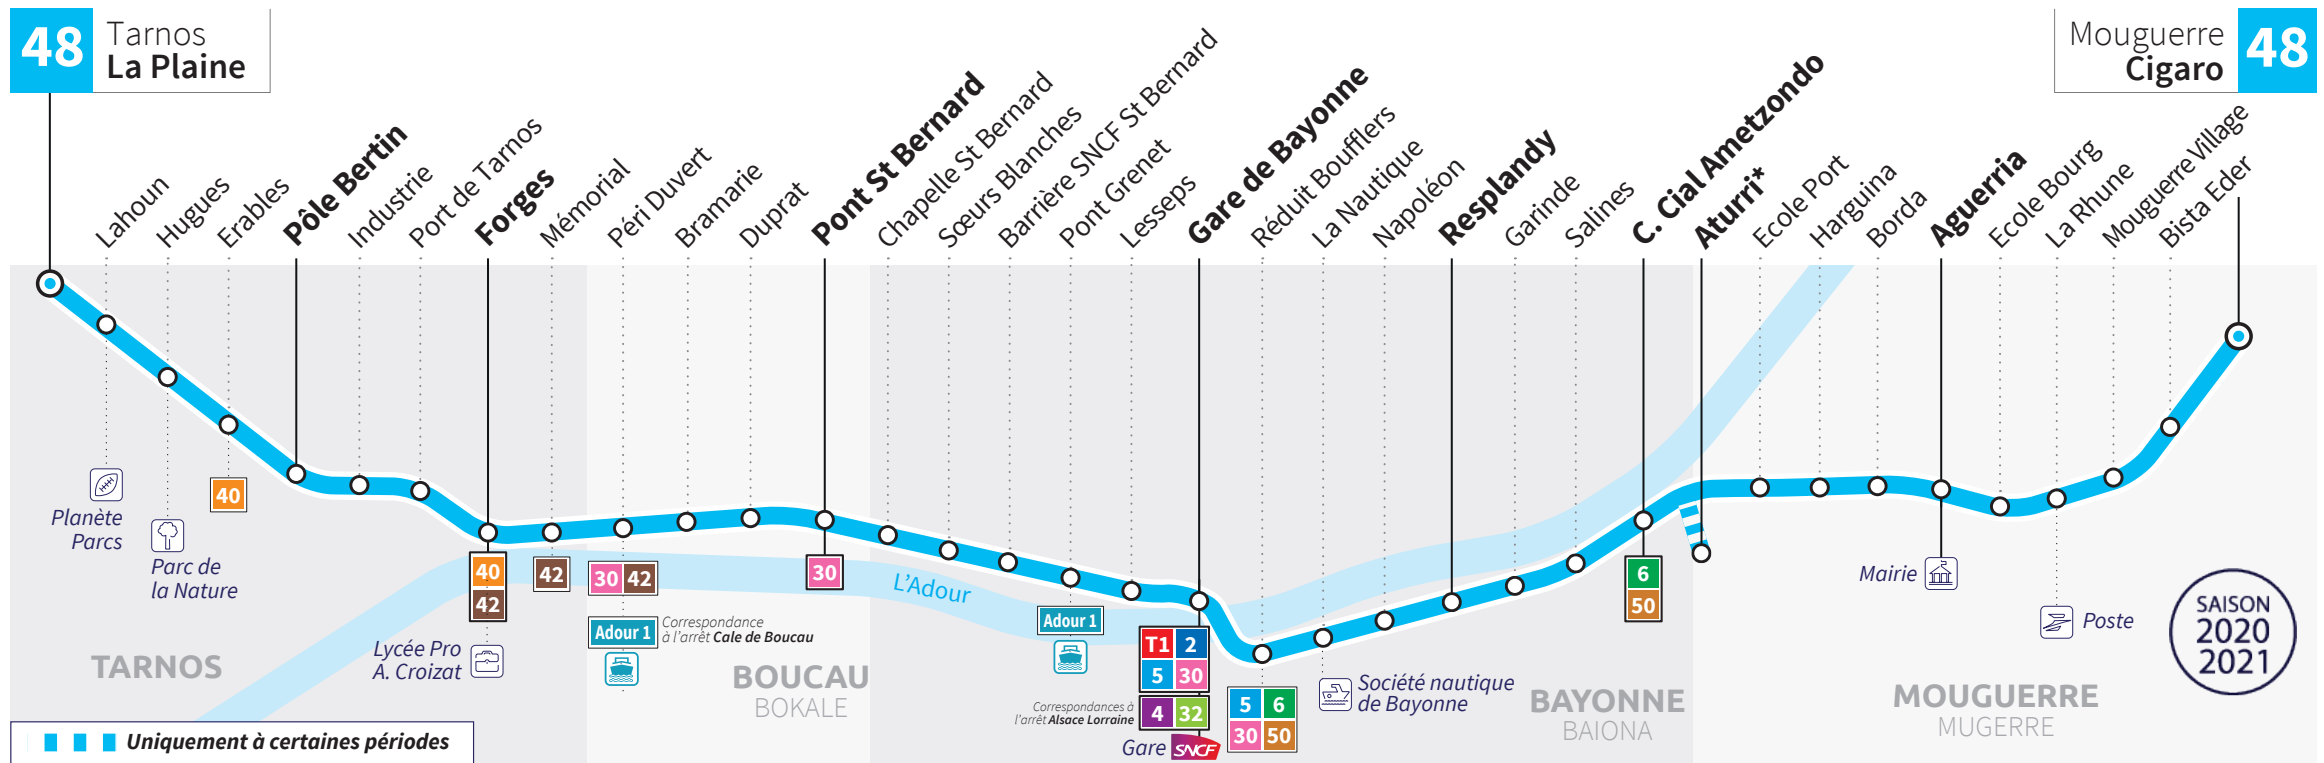 48
Tarnos
La Plaine
Mouguerre
Cigaro
48
Lahoun
Hugues
Erables
Pôle Bertin
Industrie
Port de Tarnos
Forges
Mémorial
Péri Duvert
Bramarie
Duprat
Pont St Bernard
Chapelle St Bernard
Sœurs Blanches
Barrière SNCF St Bernard
Pont Grenet
Lesseps
Gare de Bayonne
Réduit Boufflers
La Nautique
Napoléon
Resplandy
Garinde
Salines
C. Cial Ametzondo
Aturri*
Ecole Port
Harguina
Borda
Aguerria
Ecole Bourg
La Rhune
Mouguerre Village
Bista Eder
Planète
Parcs
Parc de
la Nature
40
40
42
Lycée Pro
A. Croizat
42
30 42
Adour 1
Correspondance
à l'arrêt Cale de Boucau
30
L'Adour
Adour 1
T1 2
5 30
Correspondances à
l'arrêt Alsace Lorraine
4 32
Gare SNCF
5 6
30 50
Société nautique
de Bayonne
6
50
Mairie
Poste
TARNOS
BOUCAU
BOKALE
BAYONNE
BAIONA
MOUGUERRE
MUGERRE
SAISON
2020
2021
Uniquement à certaines périodes